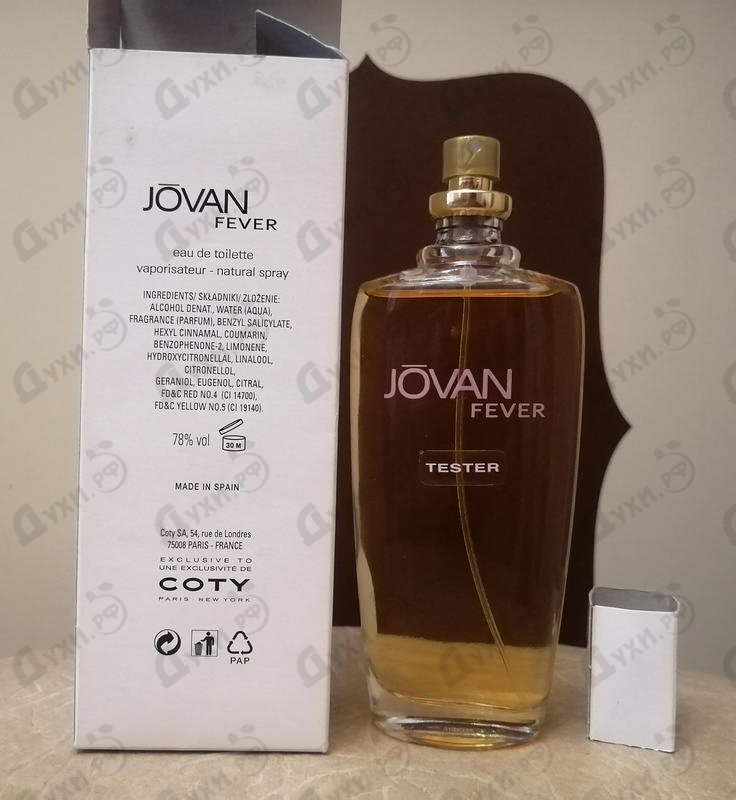 JŌVAN
FEVER
eau de toilette
vaporisateur - natural spray
INGREDIENTS/ SKŁADNIKI/ ZLOŽENIE:
ALCOHOL DENAT., WATER (AQUA),
FRAGRANCE (PARFUM), BENZYL SALICYLATE,
HEXYL CINNAMAL, COUMARIN,
BENZOPHENONE-2, LIMONENE,
HYDROXYCITRONELLAL, LINALOOL,
CITRONELLOL,
GERANIOL, EUGENOL, CITRAL,
FD&C RED NO.4 (CI 14700),
FD&C YELLOW NO.5 (CI 19140).
78% vol
30 M
MADE IN SPAIN
Coty SA, 54, rue de Londres
75008 PARIS - FRANCE
EXCLUSIVE TO
UNE EXCLUSIVITÉ DE
COTY
PARIS - NEW YORK
PAP
JŌVAN
FEVER
TESTER
Духи.РФ